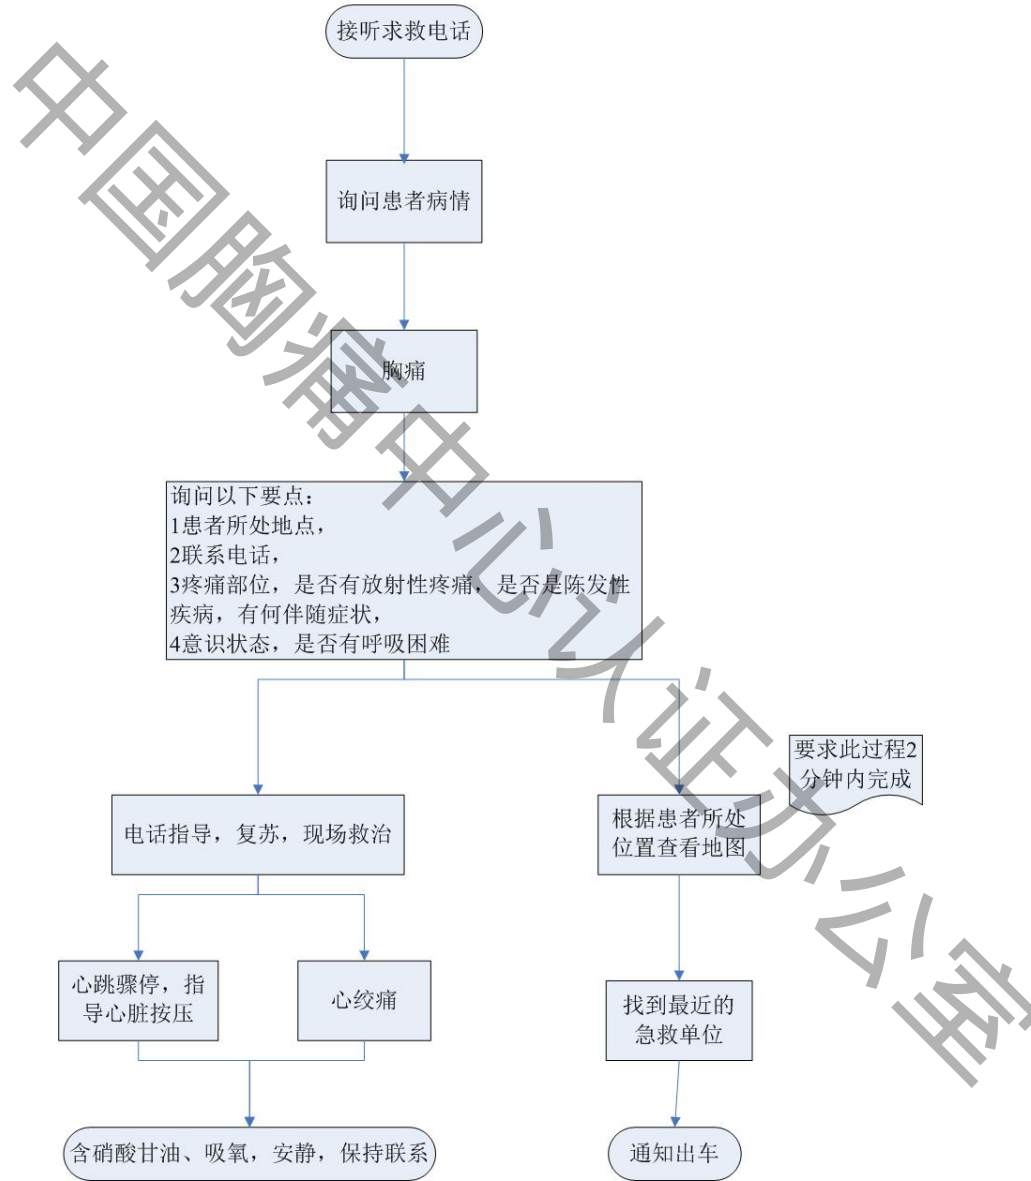 接听求救电话
询问患者病情
胸痛
询问以下要点：
1患者所处地点，
2联系电话，
3疼痛部位，是否有放射性疼痛，是否是陈发性
疾病，有何伴随症状，
4意识状态，是否有呼吸困难
要求此过程2
分钟内完成
电话指导，复苏，现场救治
根据患者所处
位置查看地图
心跳骤停，指
导心脏按压
心绞痛
找到最近的
急救单位
含硝酸甘油、吸氧，安静，保持联系
通知出车
中国胸痛中心认证办公室